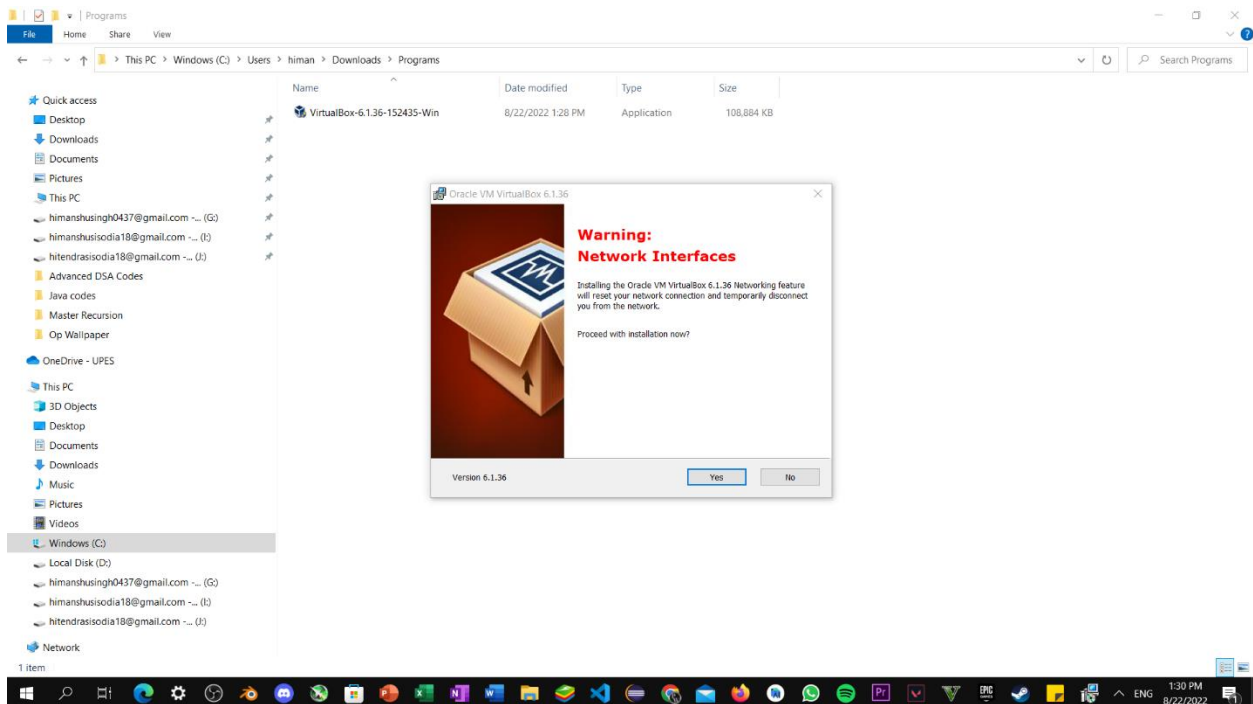 Programs
File Home Share View
This PC > Windows (C:) > Users > himan > Downloads > Programs
Search Programs
Name Date modified Type Size
VirtualBox-6.1.36-152435-Win 8/22/2022 1:28 PM Application 108,884 KB
Quick access
Desktop
Downloads
Documents
Pictures
This PC
himanshusingh0437@gmail.com -... (G:)
himanshusisodia18@gmail.com -... (I:)
hitendrasisodia18@gmail.com -... (J:)
Advanced DSA Codes
Java codes
Master Recursion
Op Wallpaper
OneDrive - UPES
This PC
3D Objects
Desktop
Documents
Downloads
Music
Pictures
Videos
Windows (C:)
Local Disk (D:)
himanshusingh0437@gmail.com -... (G:)
himanshusisodia18@gmail.com -... (I:)
hitendrasisodia18@gmail.com -... (J:)
Network
1 item
Oracle VM VirtualBox 6.1.36
Warning:
Network Interfaces
Installing the Oracle VM VirtualBox 6.1.36 Networking feature
will reset your network connection and temporarily disconnect
you from the network.
Proceed with installation now?
Version 6.1.36
Yes No
EPIC
ENG
1:30 PM
8/22/2022